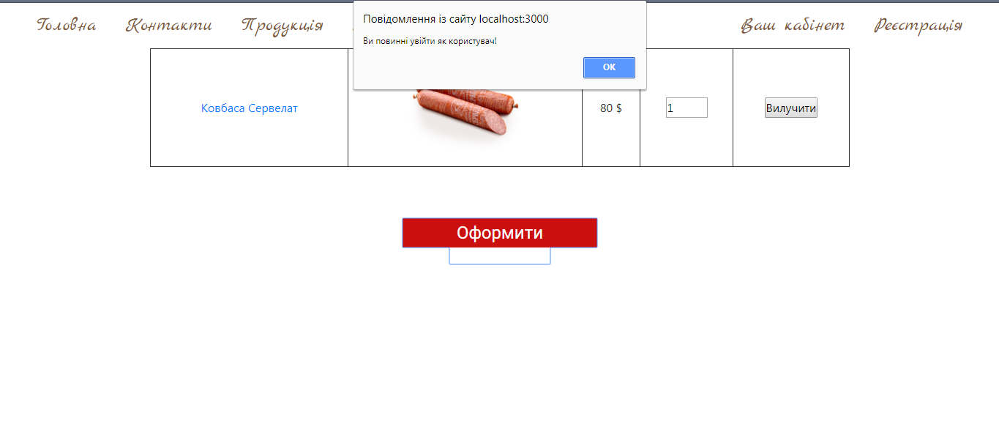 Повідомлення із сайту localhost:3000
Ви повинні увійти як користувач!
OK
Головна Контакти Продукція Ваш кабінет Реєстрація
Ковбаса Сервелат 80 $ 1 Вилучити
Оформити